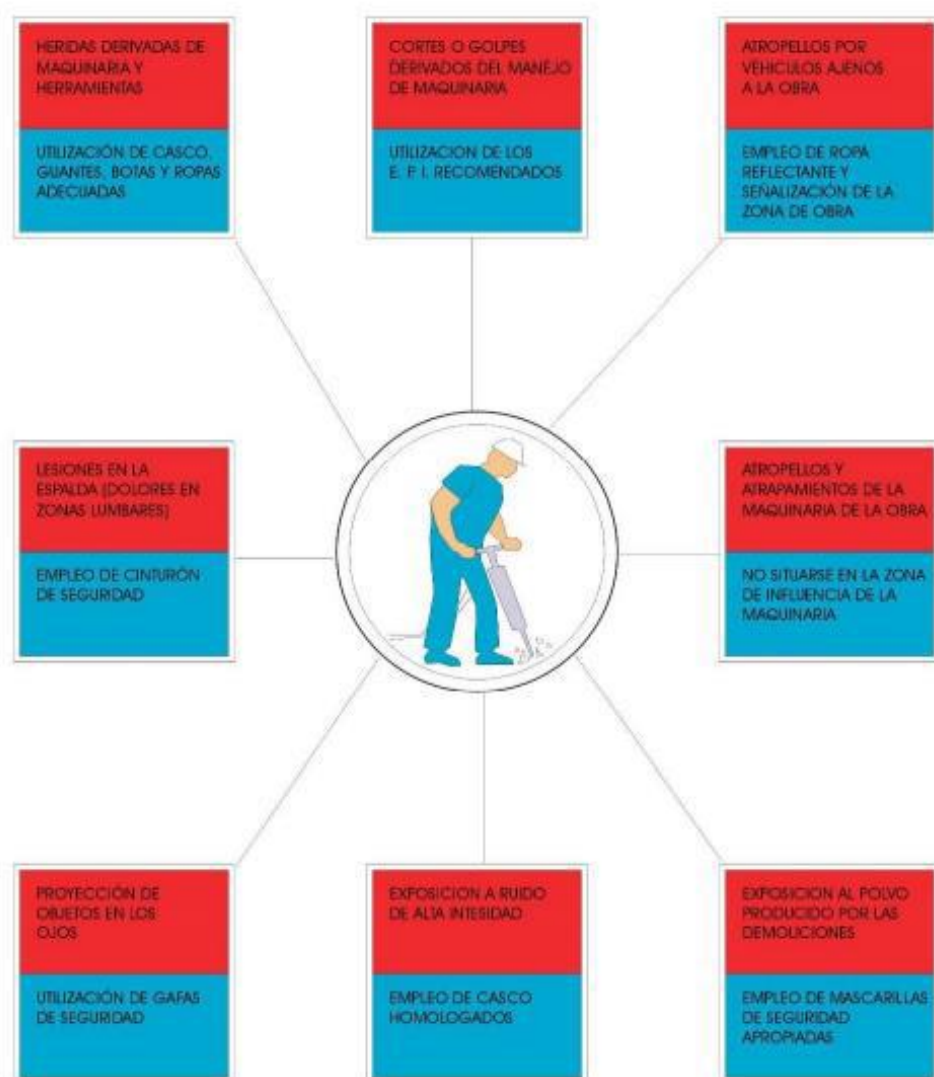 HERIDAS DERIVADAS DE
MAQUINARIA Y
HERRAMIENTAS
UTILIZACIÓN DE CASCO,
GUANTES, BOTAS Y ROPAS
ADECUADAS
CORTES O GOLPES
DERIVADOS DEL MANEJO
DE MAQUINARIA
UTILIZACION DE LOS
E. P. I. RECOMENDADOS
ATROPELLOS POR
VEHICULOS AJENOS
A LA OBRA
EMPLEO DE ROPA
REFLECTANTE Y
SEÑALIZACIÓN DE LA
ZONA DE OBRA
LESIONES EN LA
ESPALDA (DOLORES EN
ZONAS LUMBARES)
EMPLEO DE CINTURÓN
DE SEGURIDAD
ATROPELLOS Y
ATRAPAMIENTOS DE LA
MAQUINARIA DE LA OBRA
NO SITUARSE EN LA ZONA
DE INFLUENCIA DE LA
MAQUINARIA
PROYECCIÓN DE
OBJETOS EN LOS
OJOS
UTILIZACIÓN DE GAFAS
DE SEGURIDAD
EXPOSICION A RUIDO
DE ALTA INTESIDAD
EMPLEO DE CASCO
HOMOLOGADOS
EXPOSICION AL POLVO
PRODUCIDO POR LAS
DEMOLICIONES
EMPLEO DE MASCARILLAS
DE SEGURIDAD
APROPIADAS